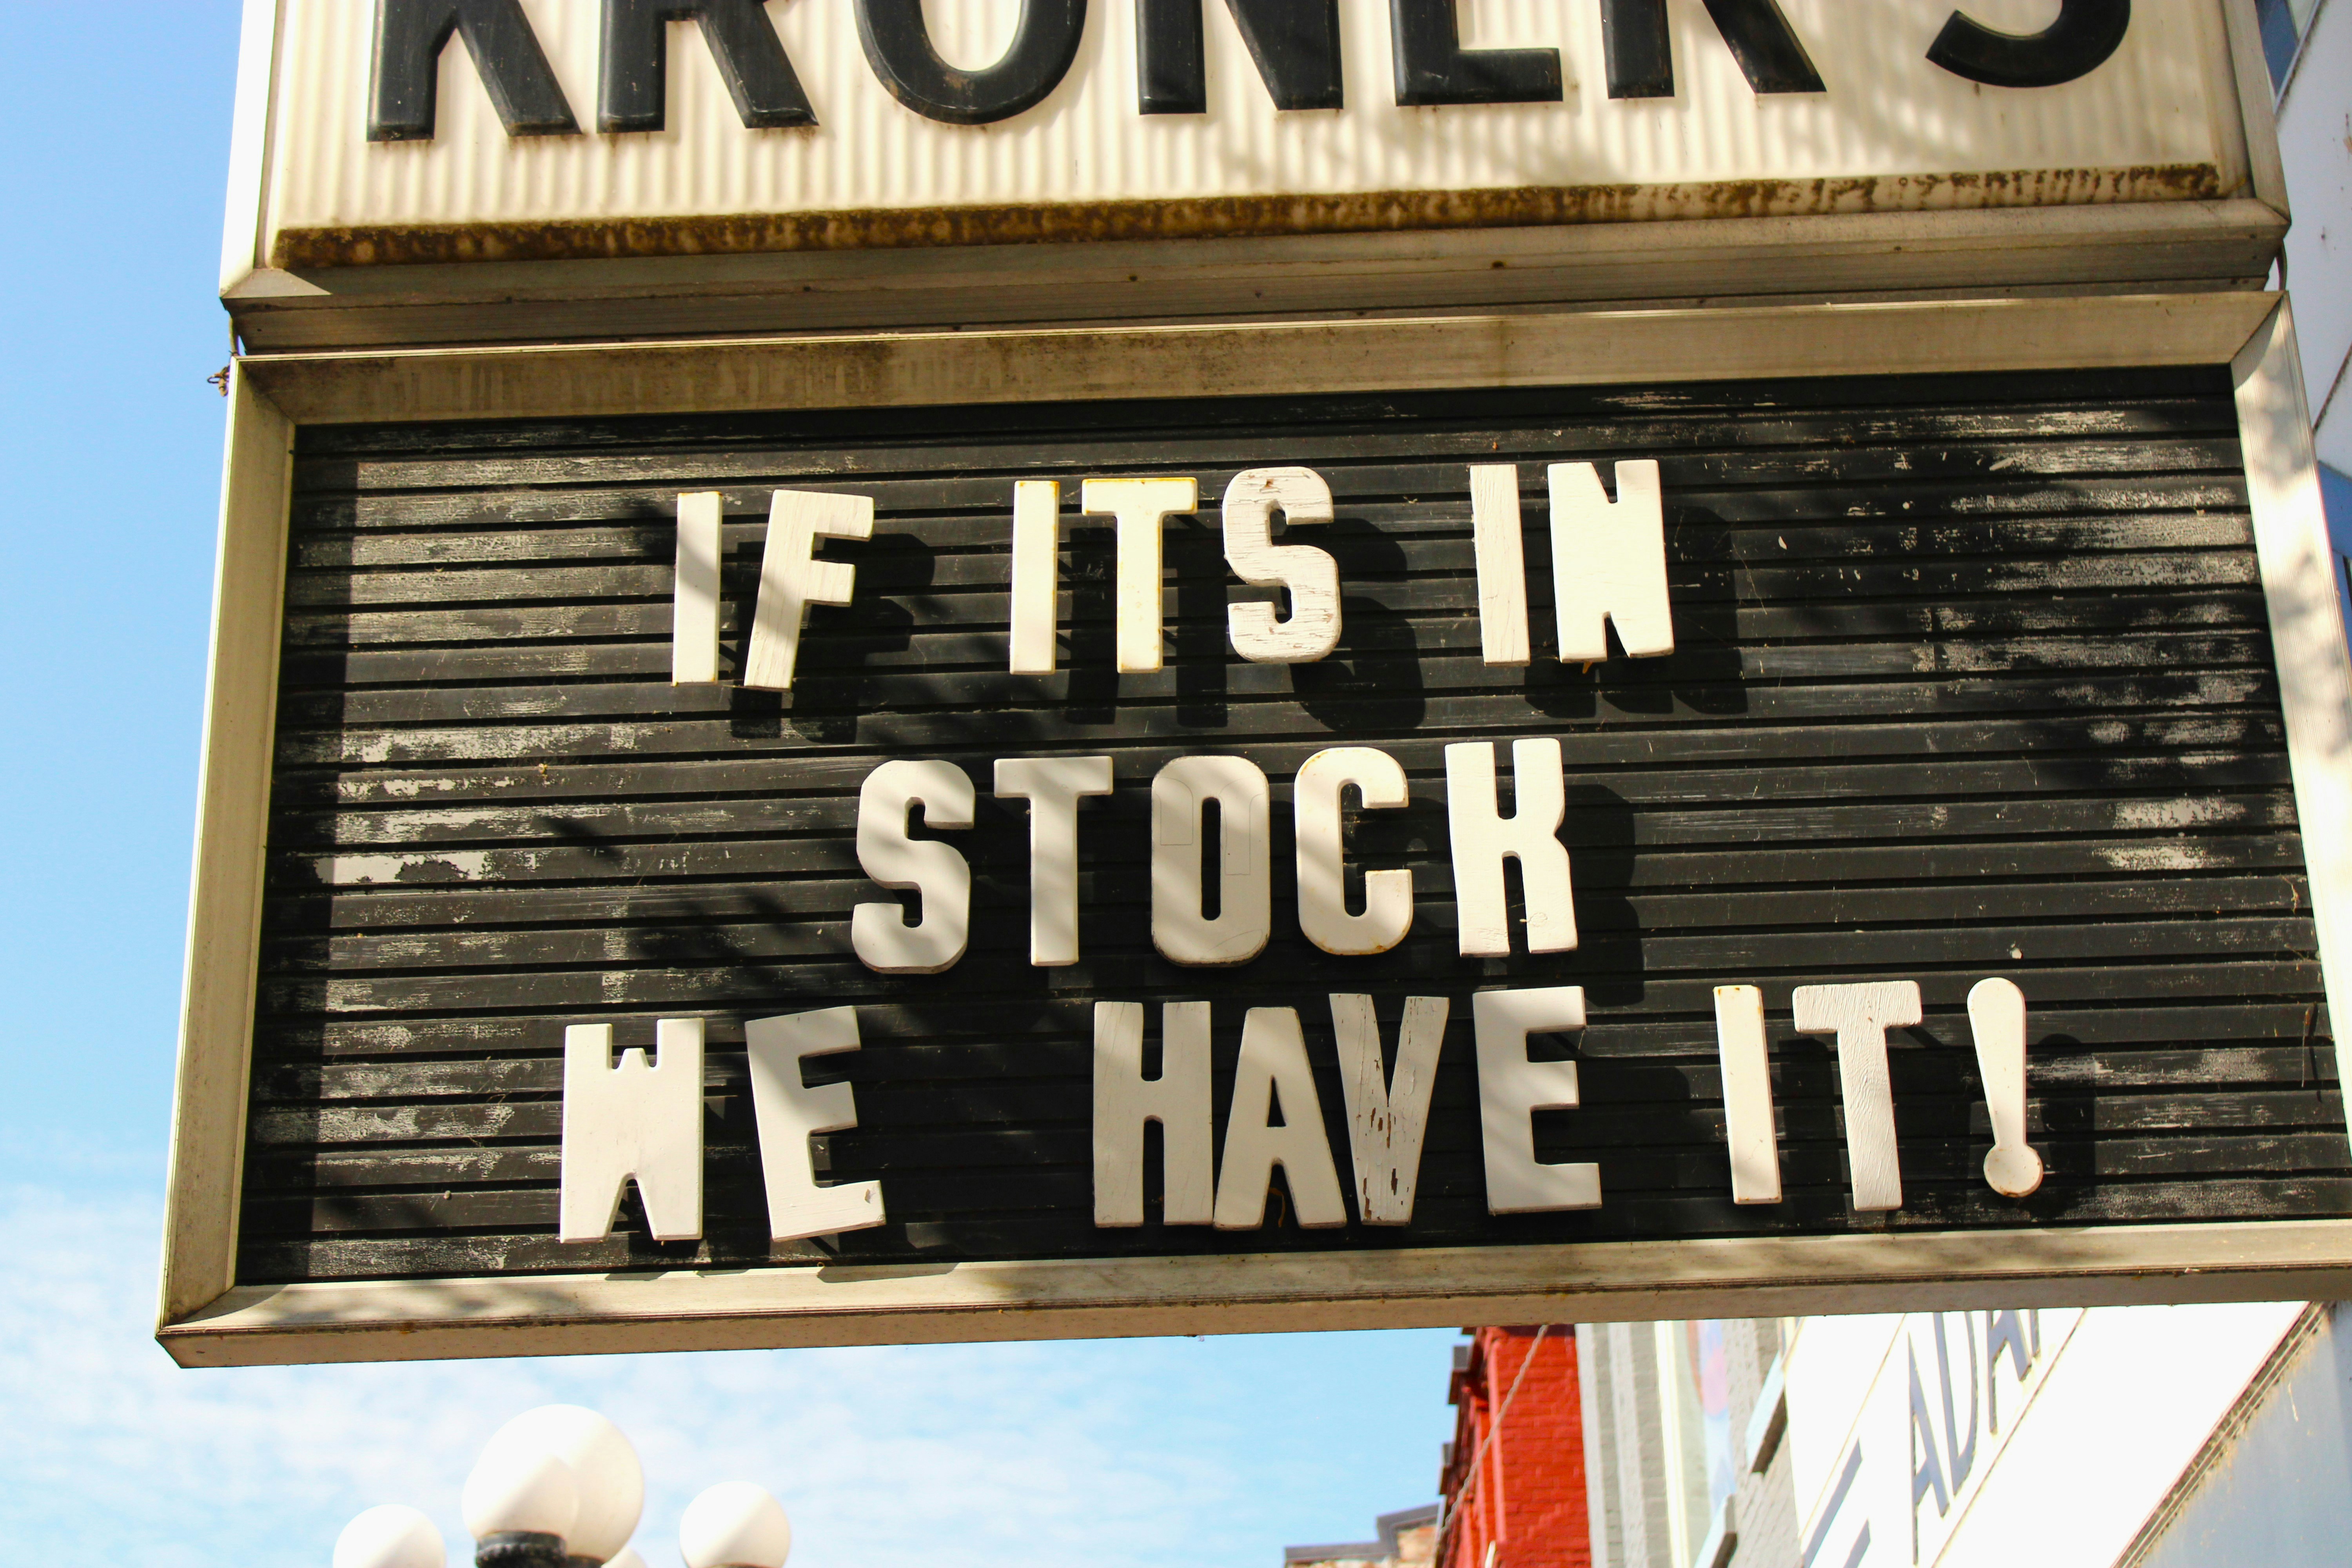 KRONER'S
IF ITS IN
STOCK
WE HAVE IT!